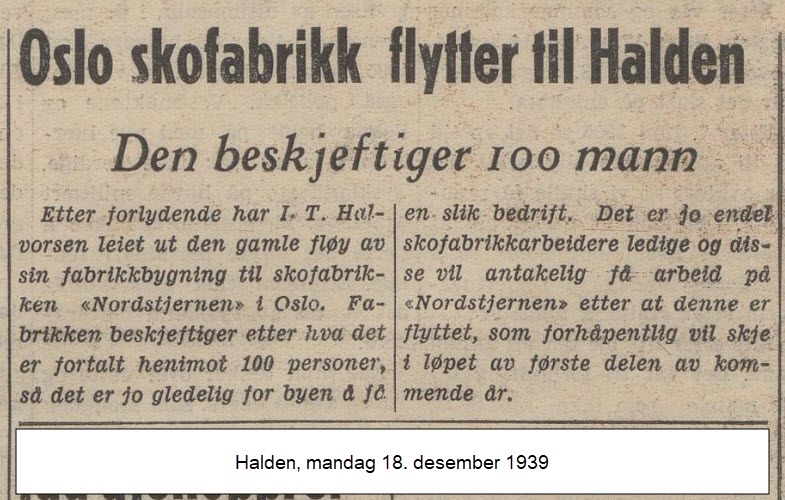 Oslo skofabrikk flytter til Halden
Den beskjeftiger 100 mann
Etter forlydende har I. T. Hal-
vorsen leiet ut den gamle fløy av
sin fabrikkbygning til skofabrik-
ken «Nordstjernen» i Oslo. Fa-
brikken beskjeftiger etter hva det
er fortalt henimot 100 personer,
så det er jo gledelig for byen å få
en slik bedrift. Det er jo endel
skofabrikkarbeidere ledige og dis-
se vil antakelig få arbeid på
«Nordstjernen» etter at denne er
flyttet, som forhåpentlig vil skje
i løpet av første delen av kom-
mende år.
Halden, mandag 18. desember 1939